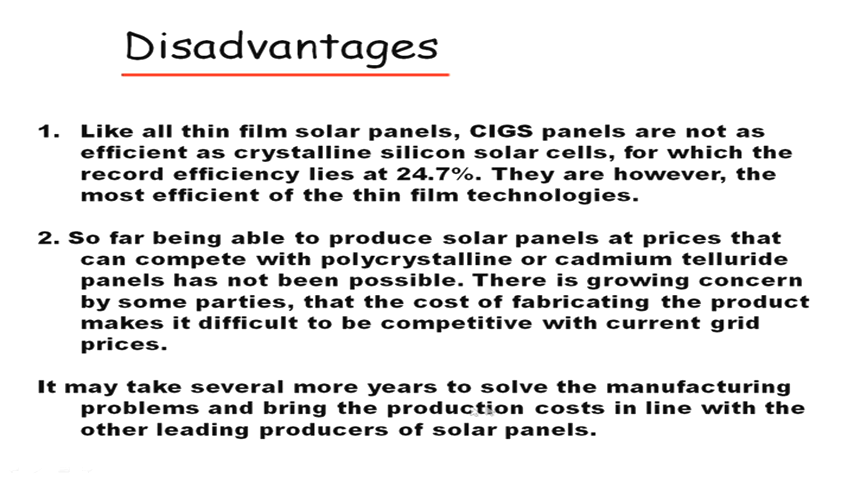 Disadvantages
1. Like all thin film solar panels, CIGS panels are not as
efficient as crystalline silicon solar cells, for which the
record efficiency lies at 24.7%. They are however, the
most efficient of the thin film technologies.
2. So far being able to produce solar panels at prices that
can compete with polycrystalline or cadmium telluride
panels has not been possible. There is growing concern
by some parties, that the cost of fabricating the product
makes it difficult to be competitive with current grid
prices.
It may take several more years to solve the manufacturing
problems and bring the production costs in line with the
other leading producers of solar panels.